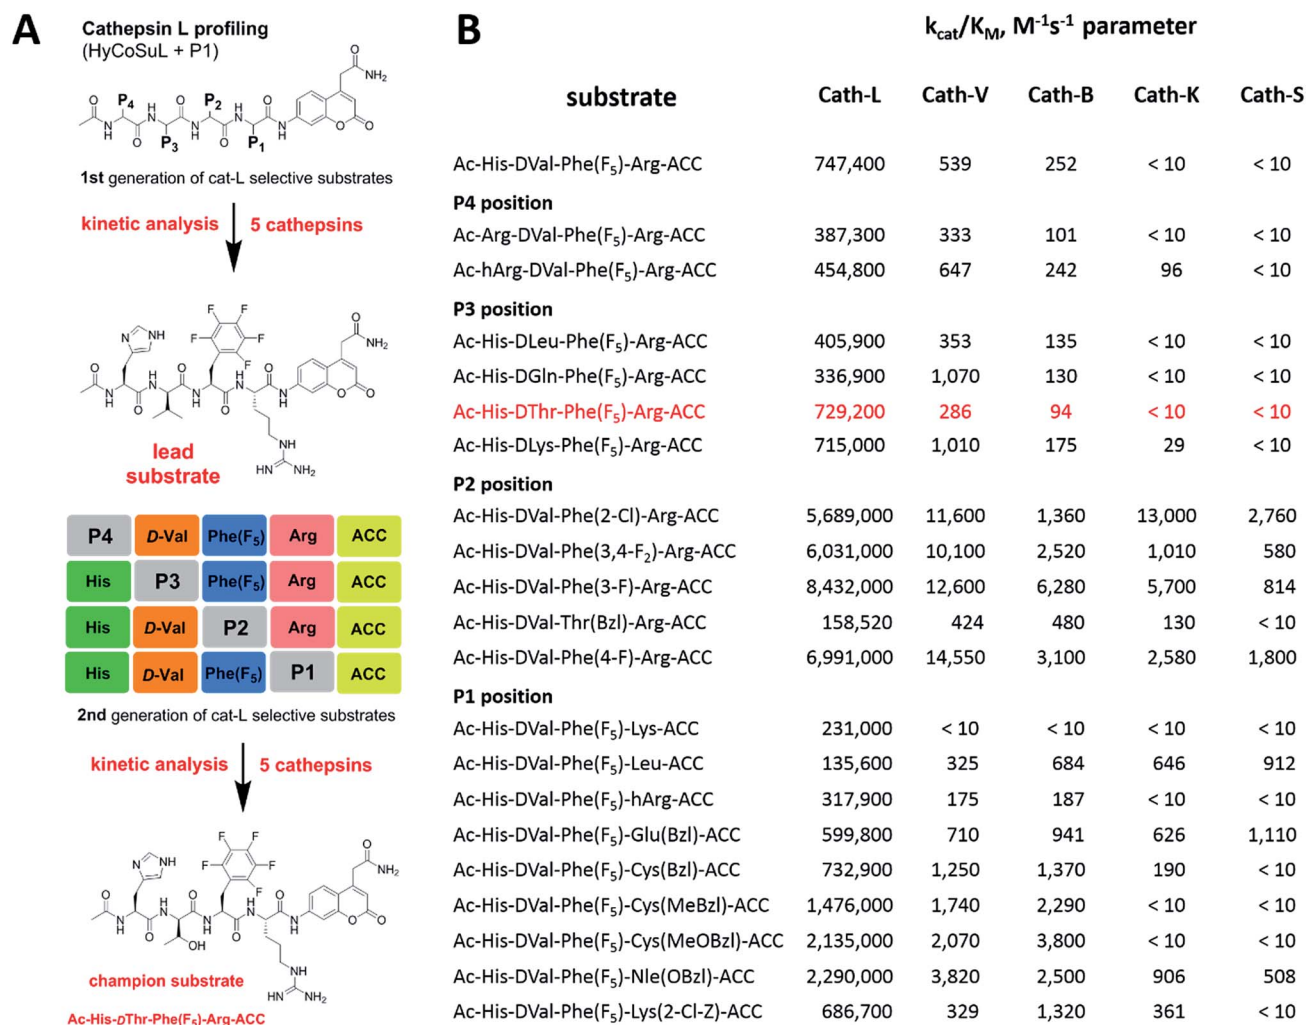 A
Cathepsin L profiling
(HyCoSuL + P1)
P4
P2
P3
P1
1st generation of cat-L selective substrates
kinetic analysis 5 cathepsins
lead
substrate
P4 D-Val Phe(F5) Arg ACC
His P3 Phe(F5) Arg ACC
His D-Val P2 Arg ACC
His D-Val Phe(F5) P1 ACC
2nd generation of cat-L selective substrates
kinetic analysis 5 cathepsins
champion substrate
Ac-His-DThr-Phe(F5)-Arg-ACC
B
kcat/KM, M-1s-1 parameter
substrate Cath-L Cath-V Cath-B Cath-K Cath-S
Ac-His-DVal-Phe(F5)-Arg-ACC 747,400 539 252 < 10 < 10
P4 position
Ac-Arg-DVal-Phe(F5)-Arg-ACC 387,300 333 101 < 10 < 10
Ac-hArg-DVal-Phe(F5)-Arg-ACC 454,800 647 242 96 < 10
P3 position
Ac-His-DLeu-Phe(F5)-Arg-ACC 405,900 353 135 < 10 < 10
Ac-His-DGln-Phe(F5)-Arg-ACC 336,900 1,070 130 < 10 < 10
Ac-His-DThr-Phe(F5)-Arg-ACC 729,200 286 94 < 10 < 10
Ac-His-DLys-Phe(F5)-Arg-ACC 715,000 1,010 175 29 < 10
P2 position
Ac-His-DVal-Phe(2-Cl)-Arg-ACC 5,689,000 11,600 1,360 13,000 2,760
Ac-His-DVal-Phe(3,4-F2)-Arg-ACC 6,031,000 10,100 2,520 1,010 580
Ac-His-DVal-Phe(3-F)-Arg-ACC 8,432,000 12,600 6,280 5,700 814
Ac-His-DVal-Thr(Bzl)-Arg-ACC 158,520 424 480 130 < 10
Ac-His-DVal-Phe(4-F)-Arg-ACC 6,991,000 14,550 3,100 2,580 1,800
P1 position
Ac-His-DVal-Phe(F5)-Lys-ACC 231,000 < 10 < 10 < 10 < 10
Ac-His-DVal-Phe(F5)-Leu-ACC 135,600 325 684 646 912
Ac-His-DVal-Phe(F5)-hArg-ACC 317,900 175 187 < 10 < 10
Ac-His-DVal-Phe(F5)-Glu(Bzl)-ACC 599,800 710 941 626 1,110
Ac-His-DVal-Phe(F5)-Cys(Bzl)-ACC 732,900 1,250 1,370 190 < 10
Ac-His-DVal-Phe(F5)-Cys(MeBzl)-ACC 1,476,000 1,740 2,290 < 10 < 10
Ac-His-DVal-Phe(F5)-Cys(MeOBzl)-ACC 2,135,000 2,070 3,800 < 10 < 10
Ac-His-DVal-Phe(F5)-Nle(OBzl)-ACC 2,290,000 3,820 2,500 906 508
Ac-His-DVal-Phe(F5)-Lys(2-Cl-Z)-ACC 686,700 329 1,320 361 < 10